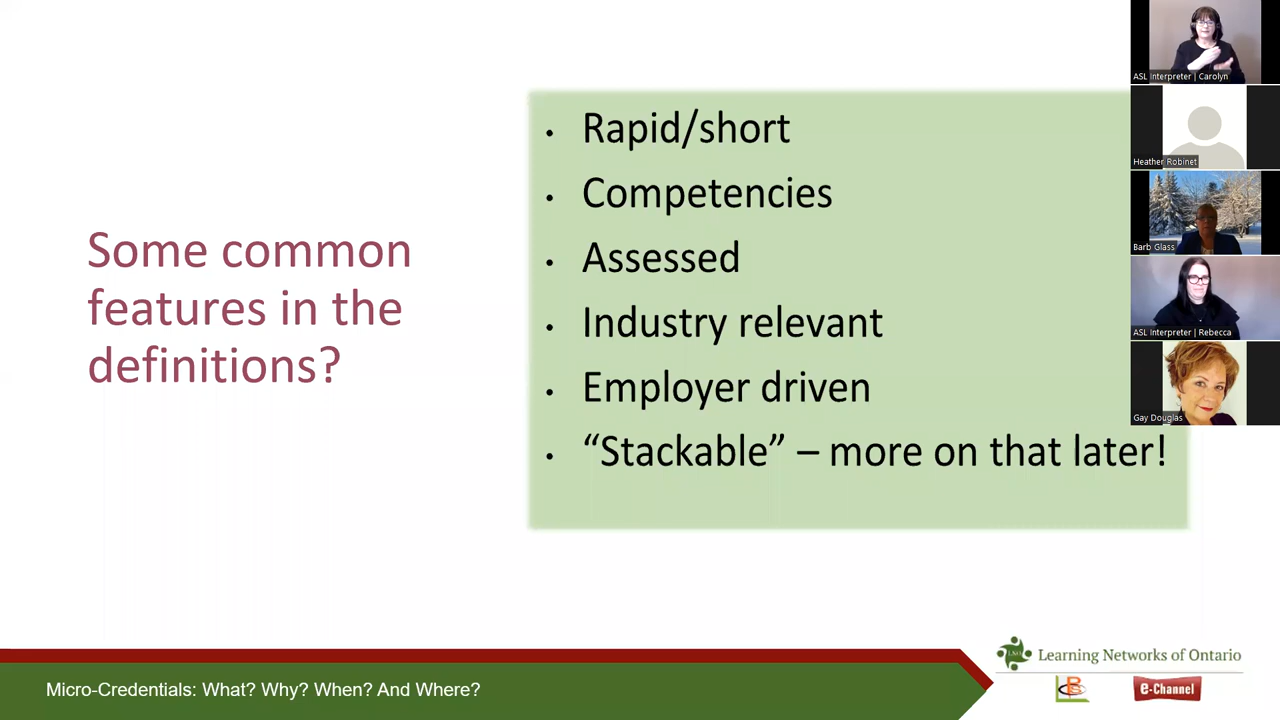 Some common
features in the
definitions?
• Rapid/short
• Competencies
• Assessed
• Industry relevant
• Employer driven
• “Stackable” – more on that later!
ASL Interpreter | Carolyn
Heather Robinet
Barb Glass
ASL Interpreter | Rebecca
Gay Douglas
Micro-Credentials: What? Why? When? And Where?
LNO
Learning Networks of Ontario
LBS
e-Channel